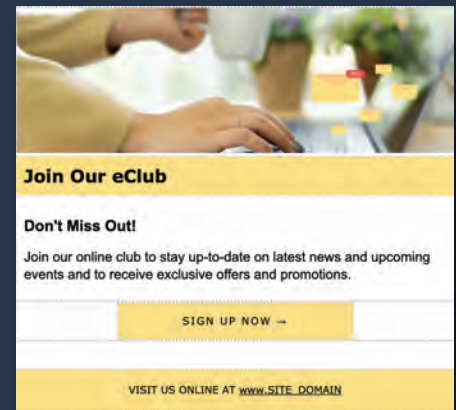 Join Our eClub
Don't Miss Out!
Join our online club to stay up-to-date on latest news and upcoming
events and to receive exclusive offers and promotions.
SIGN UP NOW →
VISIT US ONLINE AT www.SITE_DOMAIN